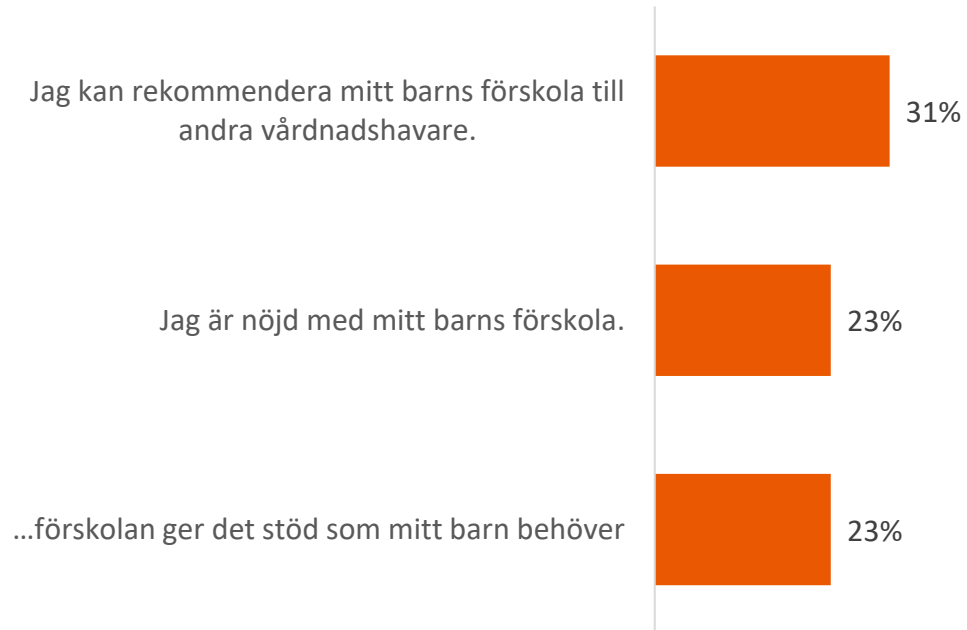 Jag kan rekommendera mitt barns förskola till
andra vårdnadshavare.
31%
Jag är nöjd med mitt barns förskola.
23%
...förskolan ger det stöd som mitt barn behöver
23%